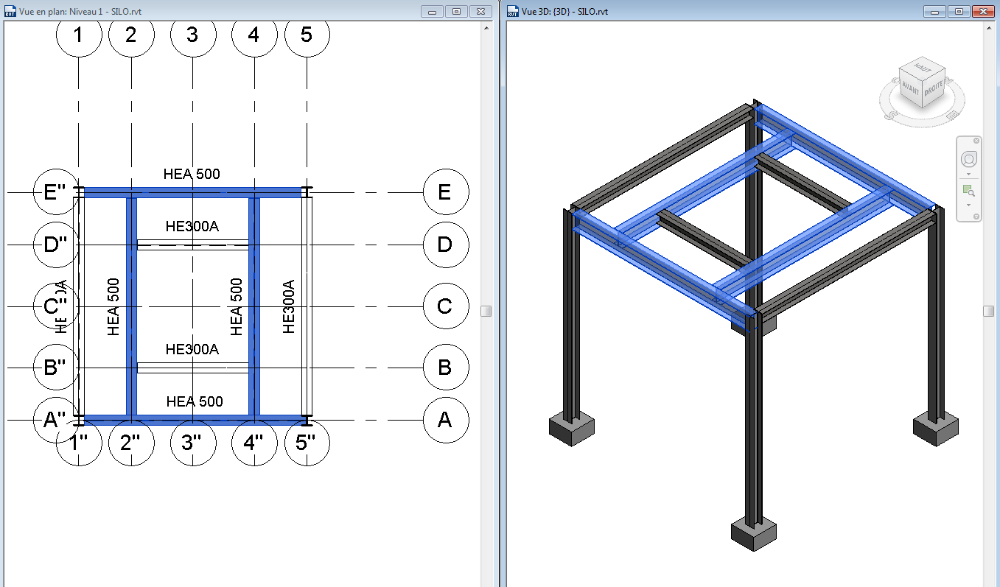 Vue en plan: Niveau 1 - SILO.rvt
1 2 3 4 5
HEA 500
E" E
HE300A
D" D
HEA 500
HEA 500
HE300A
C" C
HE300A
B" B
HEA 500
A" A
1" 2" 3" 4" 5"
Vue 3D: {3D} - SILO.rvt
HAUT
AVANT DROITE